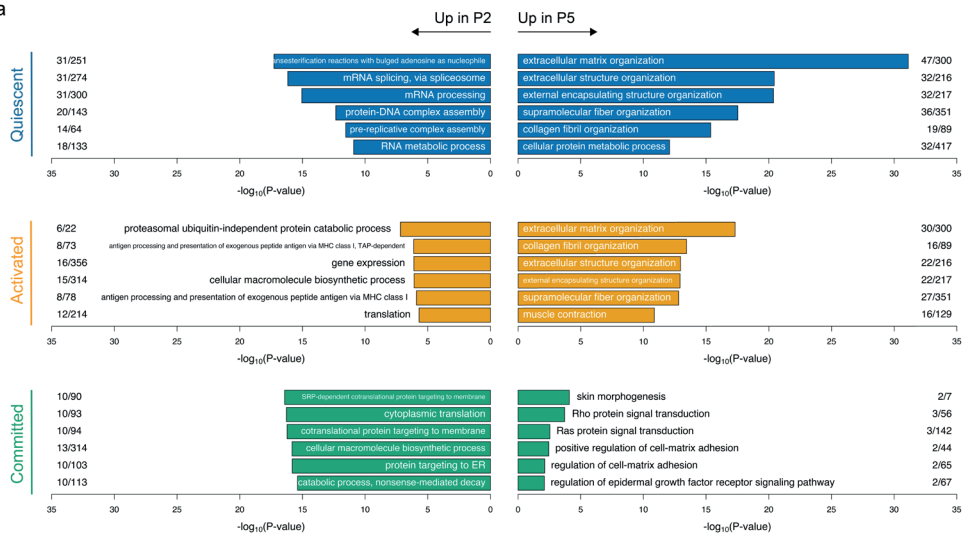 a
Up in P2
Up in P5
Quiescent
31/251 nsesterification reactions with bulged adenosine as nucleophile extracellular matrix organization 47/300
31/274 mRNA splicing, via spliceosome extracellular structure organization 32/216
31/300 mRNA processing external encapsulating structure organization 32/217
20/143 protein-DNA complex assembly supramolecular fiber organization 36/351
14/64 pre-replicative complex assembly collagen fibril organization 19/89
18/133 RNA metabolic process cellular protein metabolic process 32/417
35 30 25 20 15 10 5 0 0 5 10 15 20 25 30 35
-log10(P-value) -log10(P-value)
Activated
6/22 proteasomal ubiquitin-independent protein catabolic process extracellular matrix organization 30/300
8/73 antigen processing and presentation of exogenous peptide antigen via MHC class I, TAP-dependent collagen fibril organization 16/89
16/356 gene expression extracellular structure organization 22/216
15/314 cellular macromolecule biosynthetic process external encapsulating structure organization 22/217
8/78 antigen processing and presentation of exogenous peptide antigen via MHC class I supramolecular fiber organization 27/351
12/214 translation muscle contraction 16/129
35 30 25 20 15 10 5 0 0 5 10 15 20 25 30 35
-log10(P-value) -log10(P-value)
Committed
10/90 SRP-dependent cotranslational protein targeting to membrane skin morphogenesis 2/7
10/93 cytoplasmic translation Rho protein signal transduction 3/56
10/94 cotranslational protein targeting to membrane Ras protein signal transduction 3/142
13/314 cellular macromolecule biosynthetic process positive regulation of cell-matrix adhesion 2/44
10/103 protein targeting to ER regulation of cell-matrix adhesion 2/65
10/113 catabolic process, nonsense-mediated decay regulation of epidermal growth factor receptor signaling pathway 2/67
35 30 25 20 15 10 5 0 0 5 10 15 20 25 30 35
-log10(P-value) -log10(P-value)